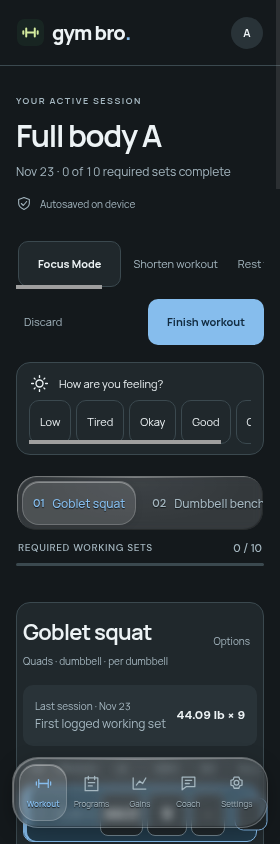 gym bro.
A
YOUR ACTIVE SESSION
Full body A
Nov 23 · 0 of 10 required sets complete
Autosaved on device
Focus Mode
Shorten workout
Rest
Discard
Finish workout
How are you feeling?
Low
Tired
Okay
Good
01 Goblet squat
02 Dumbbell bench
REQUIRED WORKING SETS
0 / 10
Goblet squat
Options
Quads · dumbbell · per dumbbell
Last session · Nov 23
First logged working set
44.09 lb × 9
Workout
Programs
Gains
Coach
Settings